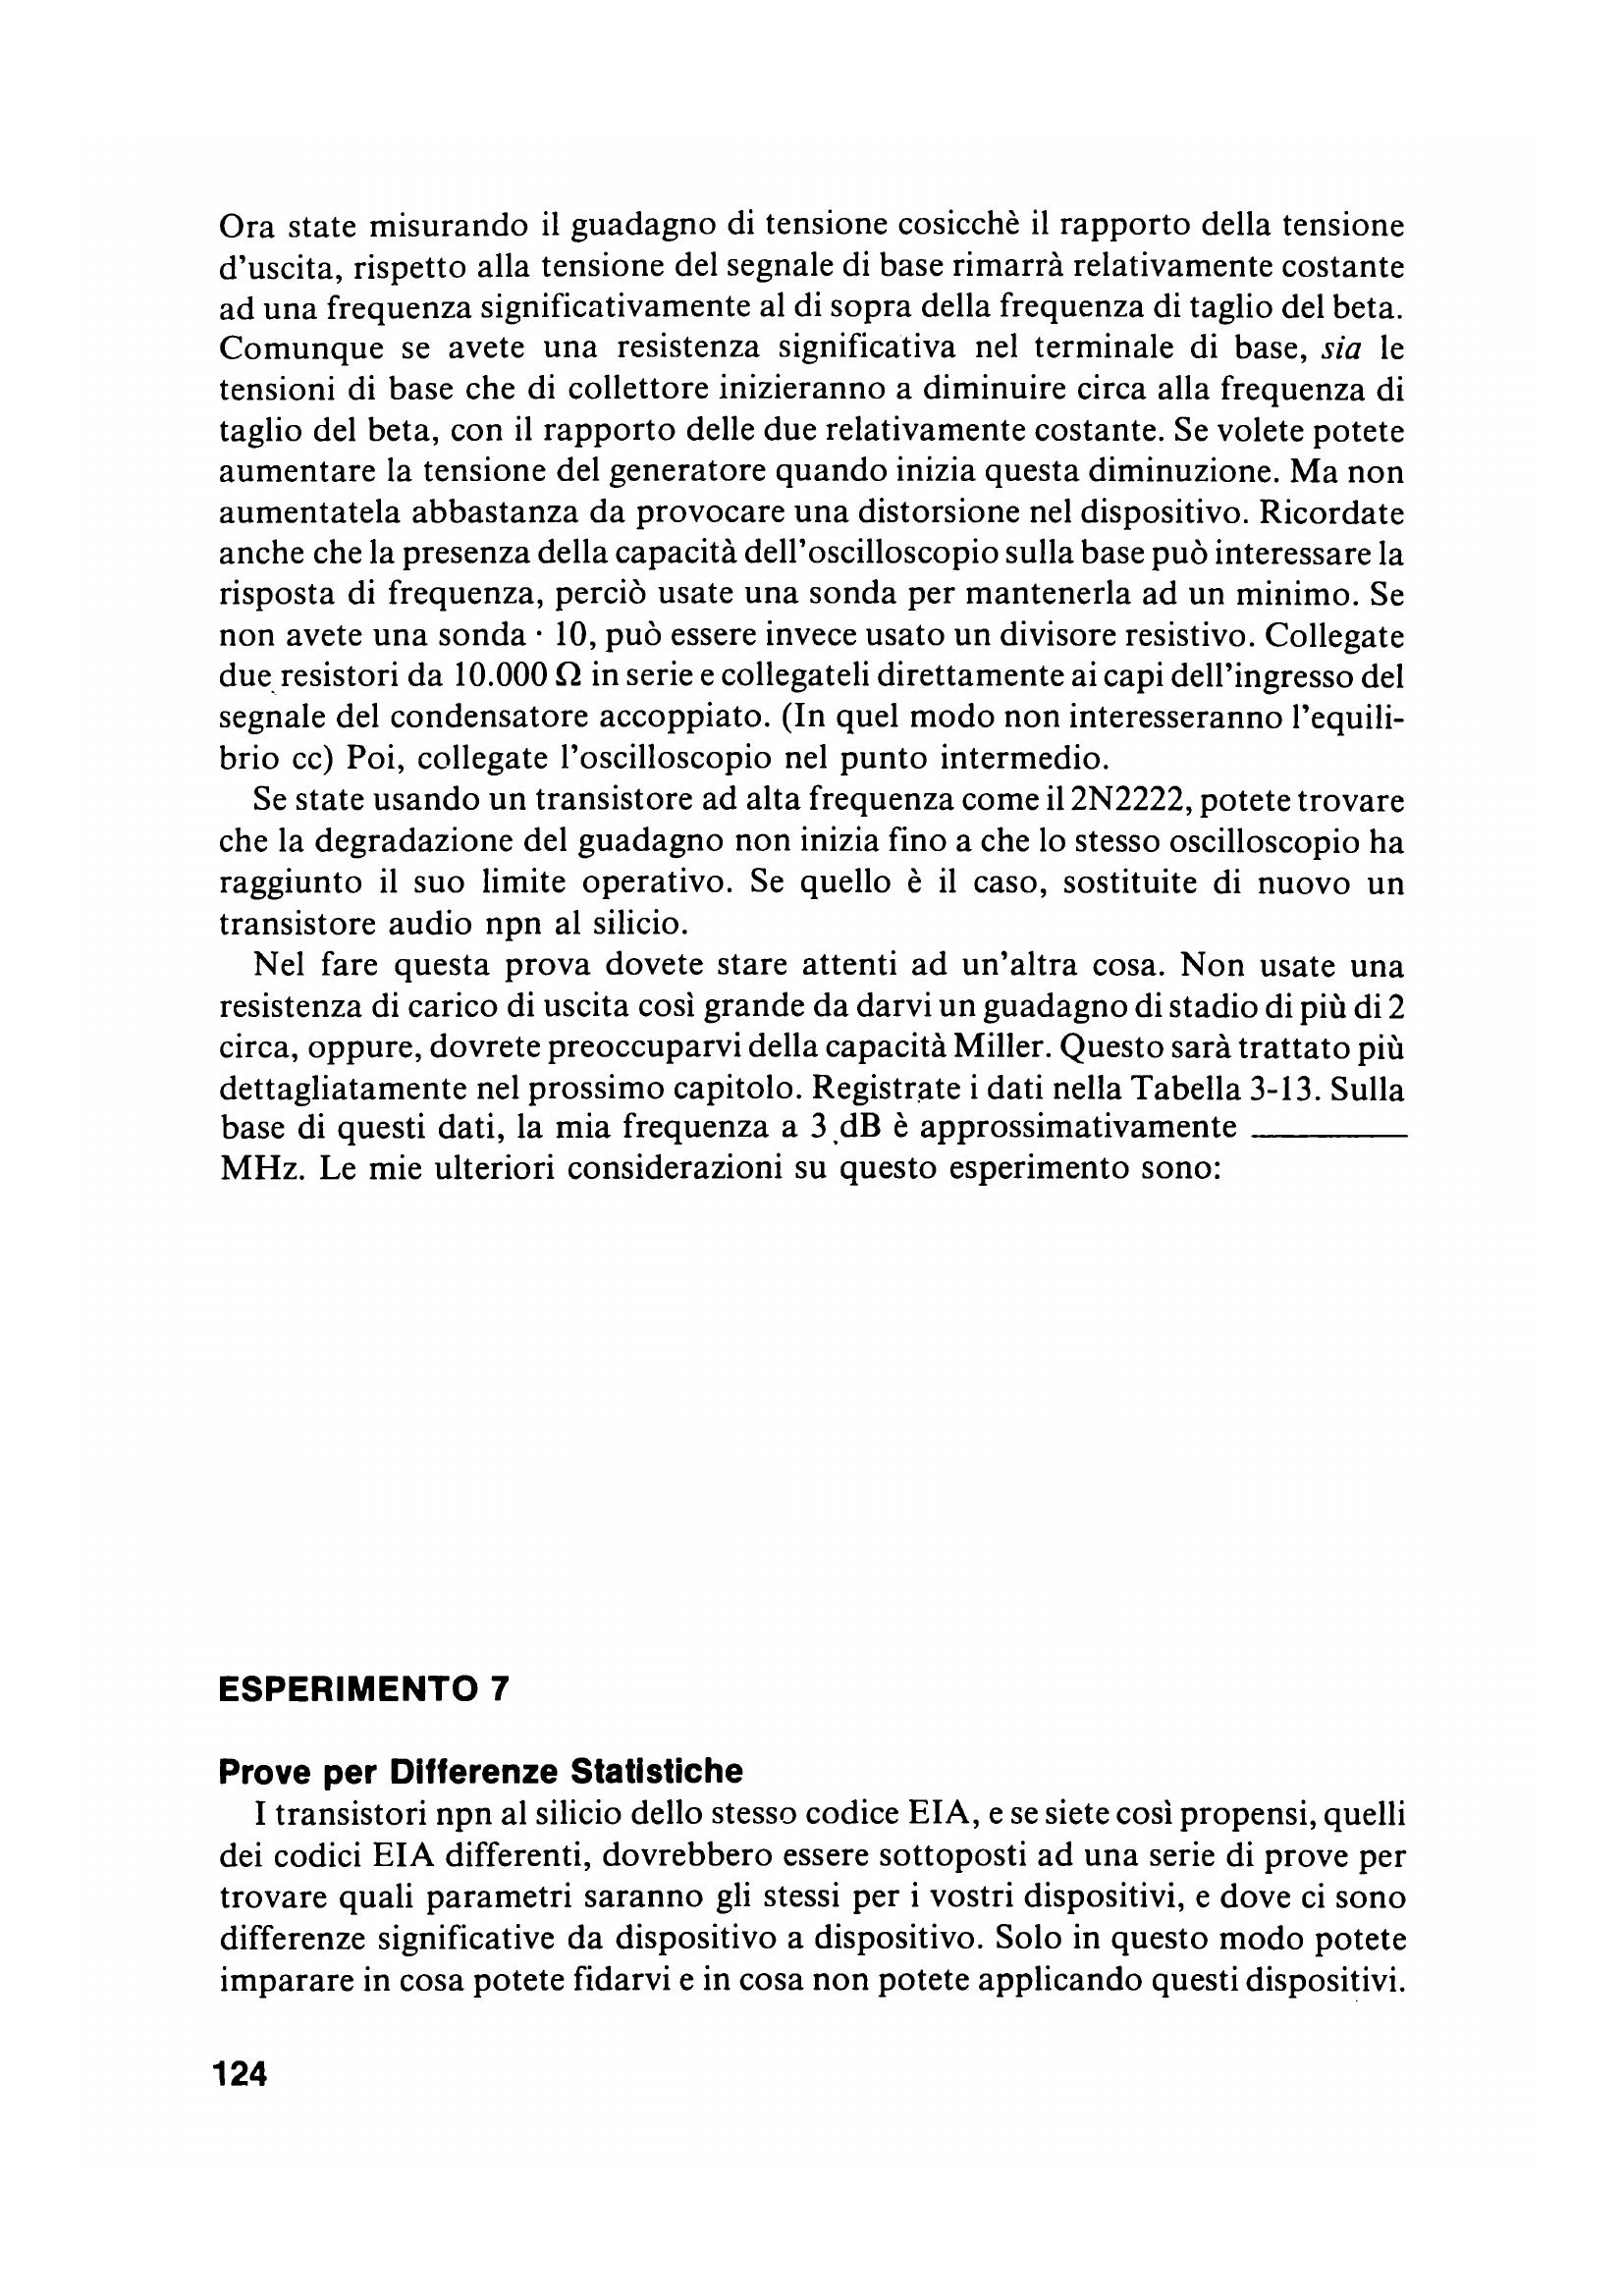 Ora state misurando il guadagno di tensione cosicchè il rapporto della tensione
d'uscita, rispetto alla tensione del segnale di base rimarrà relativamente costante
ad una frequenza significativamente al di sopra della frequenza di taglio del beta.
Comunque se avete una resistenza significativa nel terminale di base, sia le
tensioni di base che di collettore inizieranno a diminuire circa alla frequenza di
taglio del beta, con il rapporto delle due relativamente costante. Se volete potete
aumentare la tensione del generatore quando inizia questa diminuzione. Ma non
aumentatela abbastanza da provocare una distorsione nel dispositivo. Ricordate
anche che la presenza della capacità dell'oscilloscopio sulla base può interessare la
risposta di frequenza, perciò usate una sonda per mantenerla ad un minimo. Se
non avete una sonda · 10, può essere invece usato un divisore resistivo. Collegate
due resistori da 10.000 Ω in serie e collegateli direttamente ai capi dell'ingresso del
segnale del condensatore accoppiato. (In quel modo non interesseranno l'equili-
brio cc) Poi, collegate l'oscilloscopio nel punto intermedio.
Se state usando un transistore ad alta frequenza come il 2N2222, potete trovare
che la degradazione del guadagno non inizia fino a che lo stesso oscilloscopio ha
raggiunto il suo limite operativo. Se quello è il caso, sostituite di nuovo un
transistore audio npn al silicio.
Nel fare questa prova dovete stare attenti ad un'altra cosa. Non usate una
resistenza di carico di uscita così grande da darvi un guadagno di stadio di più di 2
circa, oppure, dovrete preoccuparvi della capacità Miller. Questo sarà trattato più
dettagliatamente nel prossimo capitolo. Registrate i dati nella Tabella 3-13. Sulla
base di questi dati, la mia frequenza a 3 dB è approssimativamente ________
MHz. Le mie ulteriori considerazioni su questo esperimento sono:
ESPERIMENTO 7
Prove per Differenze Statistiche
I transistori npn al silicio dello stesso codice EIA, e se siete così propensi, quelli
dei codici EIA differenti, dovrebbero essere sottoposti ad una serie di prove per
trovare quali parametri saranno gli stessi per i vostri dispositivi, e dove ci sono
differenze significative da dispositivo a dispositivo. Solo in questo modo potete
imparare in cosa potete fidarvi e in cosa non potete applicando questi dispositivi.
124